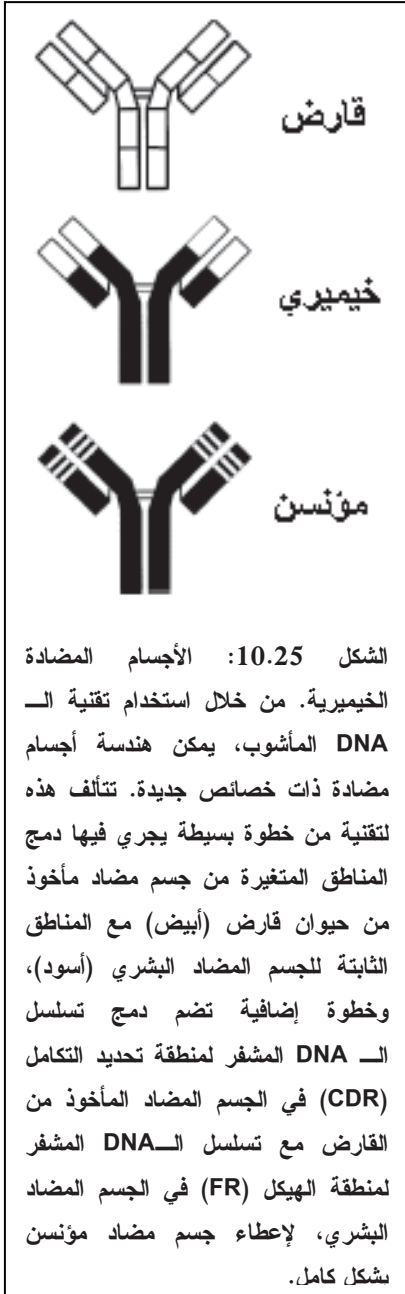 قارض
خيميري
مؤنسن
الشكل 10.25: الأجسام المضادة
الخيميرية. من خلال استخدام تقنية الـــ
DNA المأشوب، يمكن هندسة أجسام
مضادة ذات خصائص جديدة. تتألف هذه
لتقنية من خطوة بسيطة يجري فيها دمج
المناطق المتغيرة من جسم مضاد مأخوذ
من حيوان قارض (أبيض) مع المناطق
الثابتة للجسم المضاد البشري (أسود)،
وخطوة إضافية تضم دمج تسلسل
الـــ DNA المشفر لمنطقة تحديد التكامل
(CDR) في الجسم المضاد المأخوذ من
القارض مع تسلسل الـــDNA المشفر
لمنطقة الهيكل (FR) في الجسم المضاد
البشري، لإعطاء جسم مضاد مؤنسن
بشكل كامل.